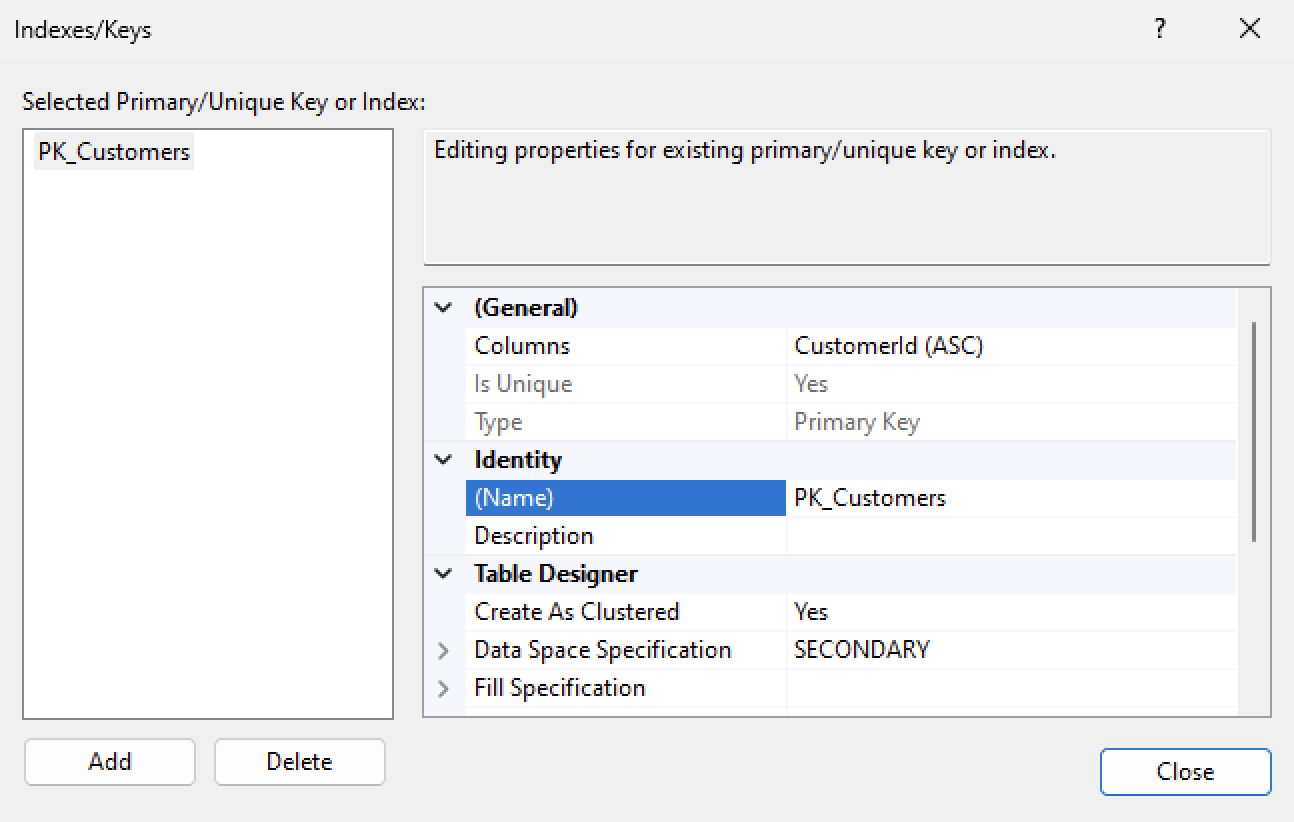 Indexes/Keys
?
Selected Primary/Unique Key or Index:
PK_Customers
Editing properties for existing primary/unique key or index.
(General)
Columns CustomerId (ASC)
Is Unique Yes
Type Primary Key
Identity
(Name) PK_Customers
Description
Table Designer
Create As Clustered Yes
Data Space Specification SECONDARY
Fill Specification
Add Delete
Close